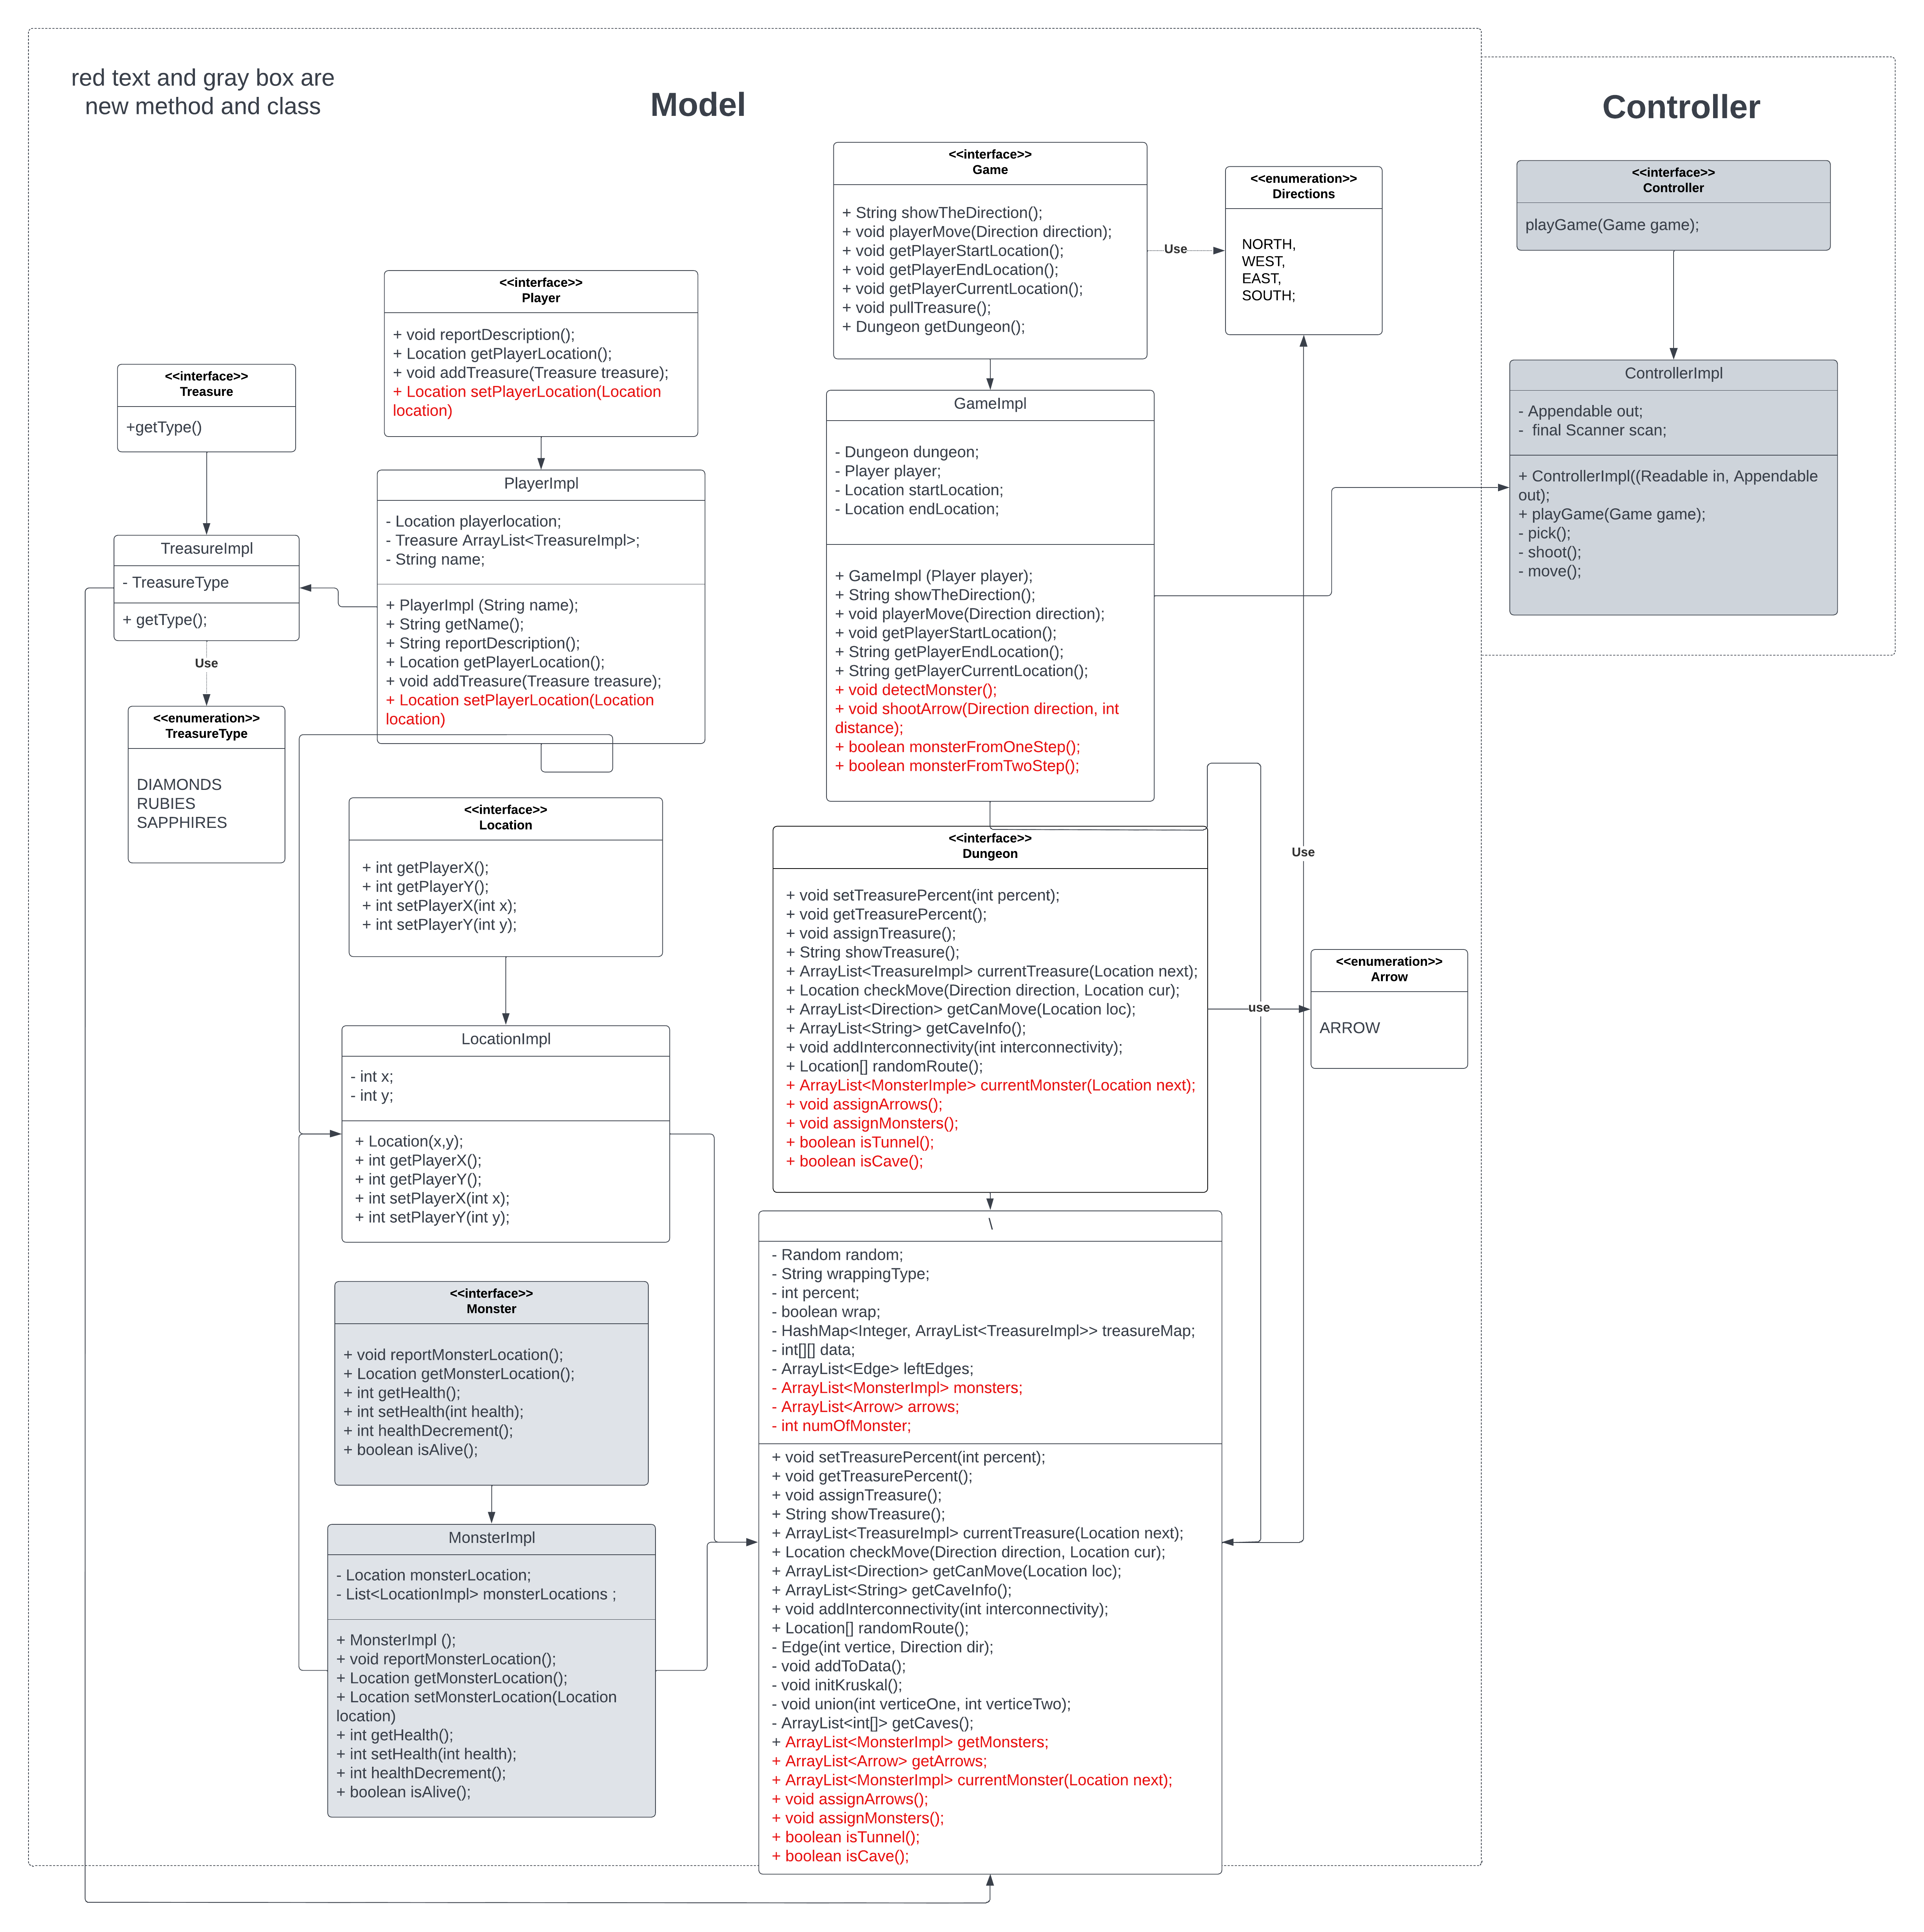 red text and gray box are
new method and class
Model
Controller
<<interface>>
Game
+ String showTheDirection();
+ void playerMove(Direction direction);
+ void getPlayerStartLocation();
+ void getPlayerEndLocation();
+ void getPlayerCurrentLocation();
+ void pullTreasure();
+ Dungeon getDungeon();
Use
<<enumeration>>
Directions
NORTH,
WEST,
EAST,
SOUTH;
<<interface>>
Controller
playGame(Game game);
<<interface>>
Player
+ void reportDescription();
+ Location getPlayerLocation();
+ void addTreasure(Treasure treasure);
+ Location setPlayerLocation(Location
location)
<<interface>>
Treasure
+getType()
ControllerImpl
- Appendable out;
-  final Scanner scan;
+ ControllerImpl((Readable in, Appendable
out);
+ playGame(Game game);
- pick();
- shoot();
- move();
GameImpl
- Dungeon dungeon;
- Player player;
- Location startLocation;
- Location endLocation;
+ GameImpl (Player player);
+ String showTheDirection();
+ void playerMove(Direction direction);
+ void getPlayerStartLocation();
+ String getPlayerEndLocation();
+ String getPlayerCurrentLocation();
+ void detectMonster();
+ void shootArrow(Direction direction, int
distance);
+ boolean monsterFromOneStep();
+ boolean monsterFromTwoStep();
PlayerImpl
- Location playerlocation;
- Treasure ArrayList<TreasureImpl>;
- String name;
+ PlayerImpl (String name);
+ String getName();
+ String reportDescription();
+ Location getPlayerLocation();
+ void addTreasure(Treasure treasure);
+ Location setPlayerLocation(Location
location)
TreasureImpl
- TreasureType
+ getType();
Use
<<enumeration>>
TreasureType
DIAMONDS
RUBIES
SAPPHIRES
<<interface>>
Location
+ int getPlayerX();
+ int getPlayerY();
+ int setPlayerX(int x);
+ int setPlayerY(int y);
<<interface>>
Dungeon
+ void setTreasurePercent(int percent);
+ void getTreasurePercent();
+ void assignTreasure();
+ String showTreasure();
+ ArrayList<TreasureImpl> currentTreasure(Location next);
+ Location checkMove(Direction direction, Location cur);
+ ArrayList<Direction> getCanMove(Location loc);
+ ArrayList<String> getCaveInfo();
+ void addInterconnectivity(int interconnectivity);
+ Location[] randomRoute();
+ ArrayList<MonsterImple> currentMonster(Location next);
+ void assignArrows();
+ void assignMonsters();
+ boolean isTunnel();
+ boolean isCave();
Use
use
<<enumeration>>
Arrow
ARROW
LocationImpl
- int x;
- int y;
+ Location(x,y);
+ int getPlayerX();
+ int getPlayerY();
+ int setPlayerX(int x);
+ int setPlayerY(int y);
<<interface>>
Monster
+ void reportMonsterLocation();
+ Location getMonsterLocation();
+ int getHealth();
+ int setHealth(int health);
+ int healthDecrement();
+ boolean isAlive();
MonsterImpl
- Location monsterLocation;
- List<LocationImpl> monsterLocations ;
+ MonsterImpl ();
+ void reportMonsterLocation();
+ Location getMonsterLocation();
+ Location setMonsterLocation(Location
location)
+ int getHealth();
+ int setHealth(int health);
+ int healthDecrement();
+ boolean isAlive();
\
- Random random;
- String wrappingType;
- int percent;
- boolean wrap;
- HashMap<Integer, ArrayList<TreasureImpl>> treasureMap;
- int[][] data;
- ArrayList<Edge> leftEdges;
- ArrayList<MonsterImpl> monsters;
- ArrayList<Arrow> arrows;
- int numOfMonster;
+ void setTreasurePercent(int percent);
+ void getTreasurePercent();
+ void assignTreasure();
+ String showTreasure();
+ ArrayList<TreasureImpl> currentTreasure(Location next);
+ Location checkMove(Direction direction, Location cur);
+ ArrayList<Direction> getCanMove(Location loc);
+ ArrayList<String> getCaveInfo();
+ void addInterconnectivity(int interconnectivity);
+ Location[] randomRoute();
- Edge(int vertice, Direction dir);
- void addToData();
- void initKruskal();
- void union(int verticeOne, int verticeTwo);
- ArrayList<int[]> getCaves();
+ ArrayList<MonsterImpl> getMonsters;
+ ArrayList<Arrow> getArrows;
+ ArrayList<MonsterImpl> currentMonster(Location next);
+ void assignArrows();
+ void assignMonsters();
+ boolean isTunnel();
+ boolean isCave();